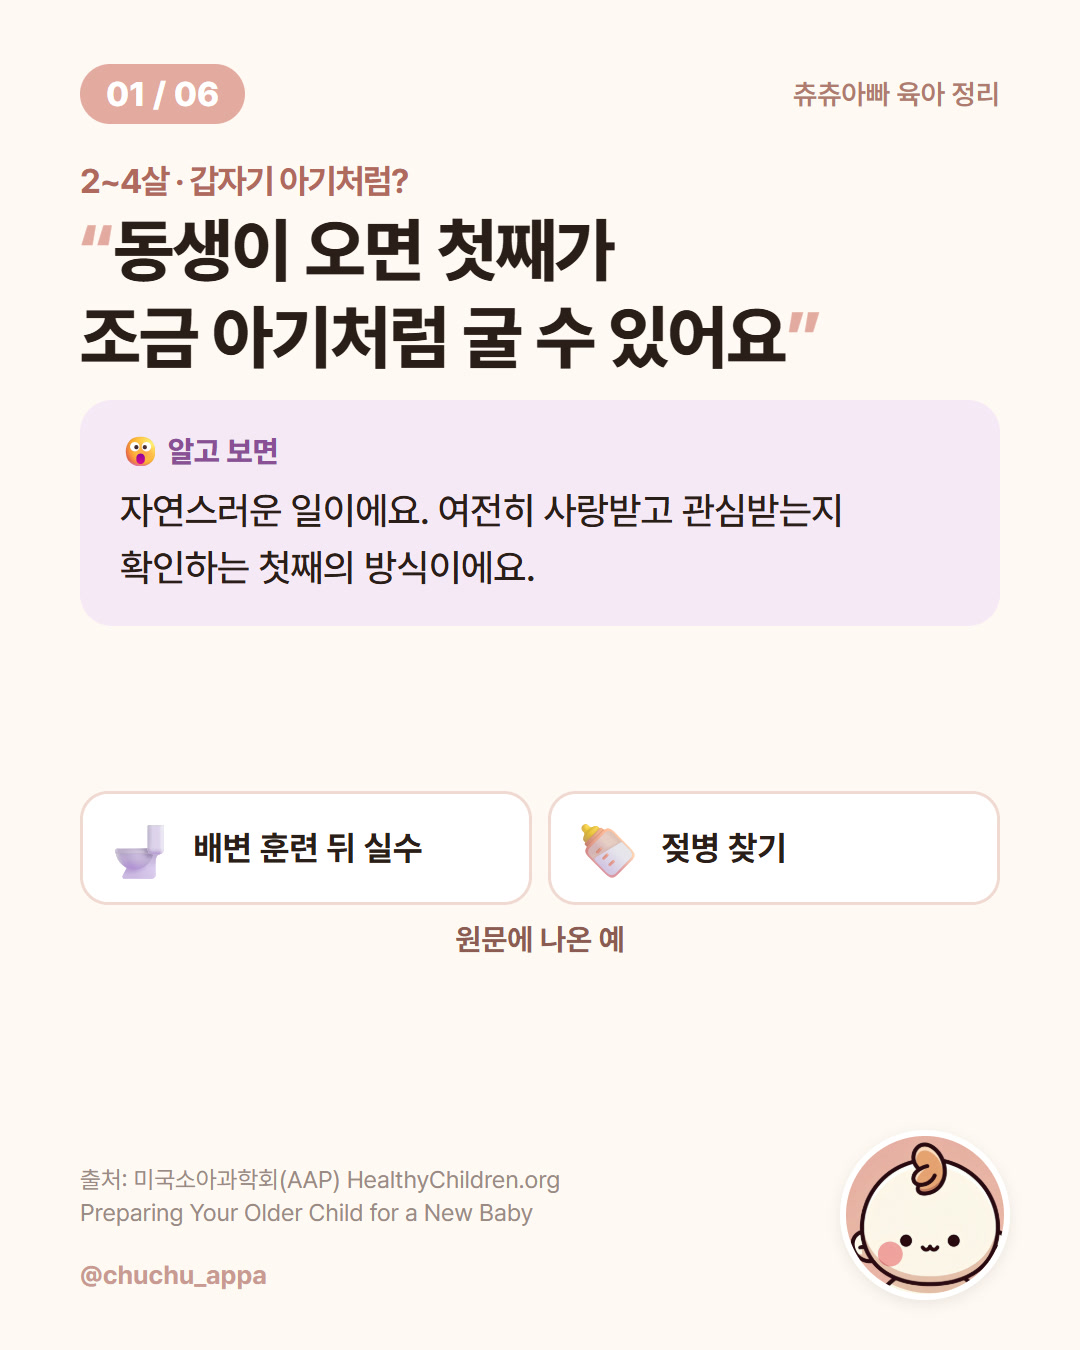 01 / 06
츄츄아빠 육아 정리
2~4살 · 갑자기 아기처럼?
“동생이 오면 첫째가
조금 아기처럼 굴 수 있어요”
알고 보면
자연스러운 일이에요. 여전히 사랑받고 관심받는지
확인하는 첫째의 방식이에요.
배변 훈련 뒤 실수
젖병 찾기
원문에 나온 예
출처: 미국소아과학회(AAP) HealthyChildren.org
Preparing Your Older Child for a New Baby
@chuchu_appa